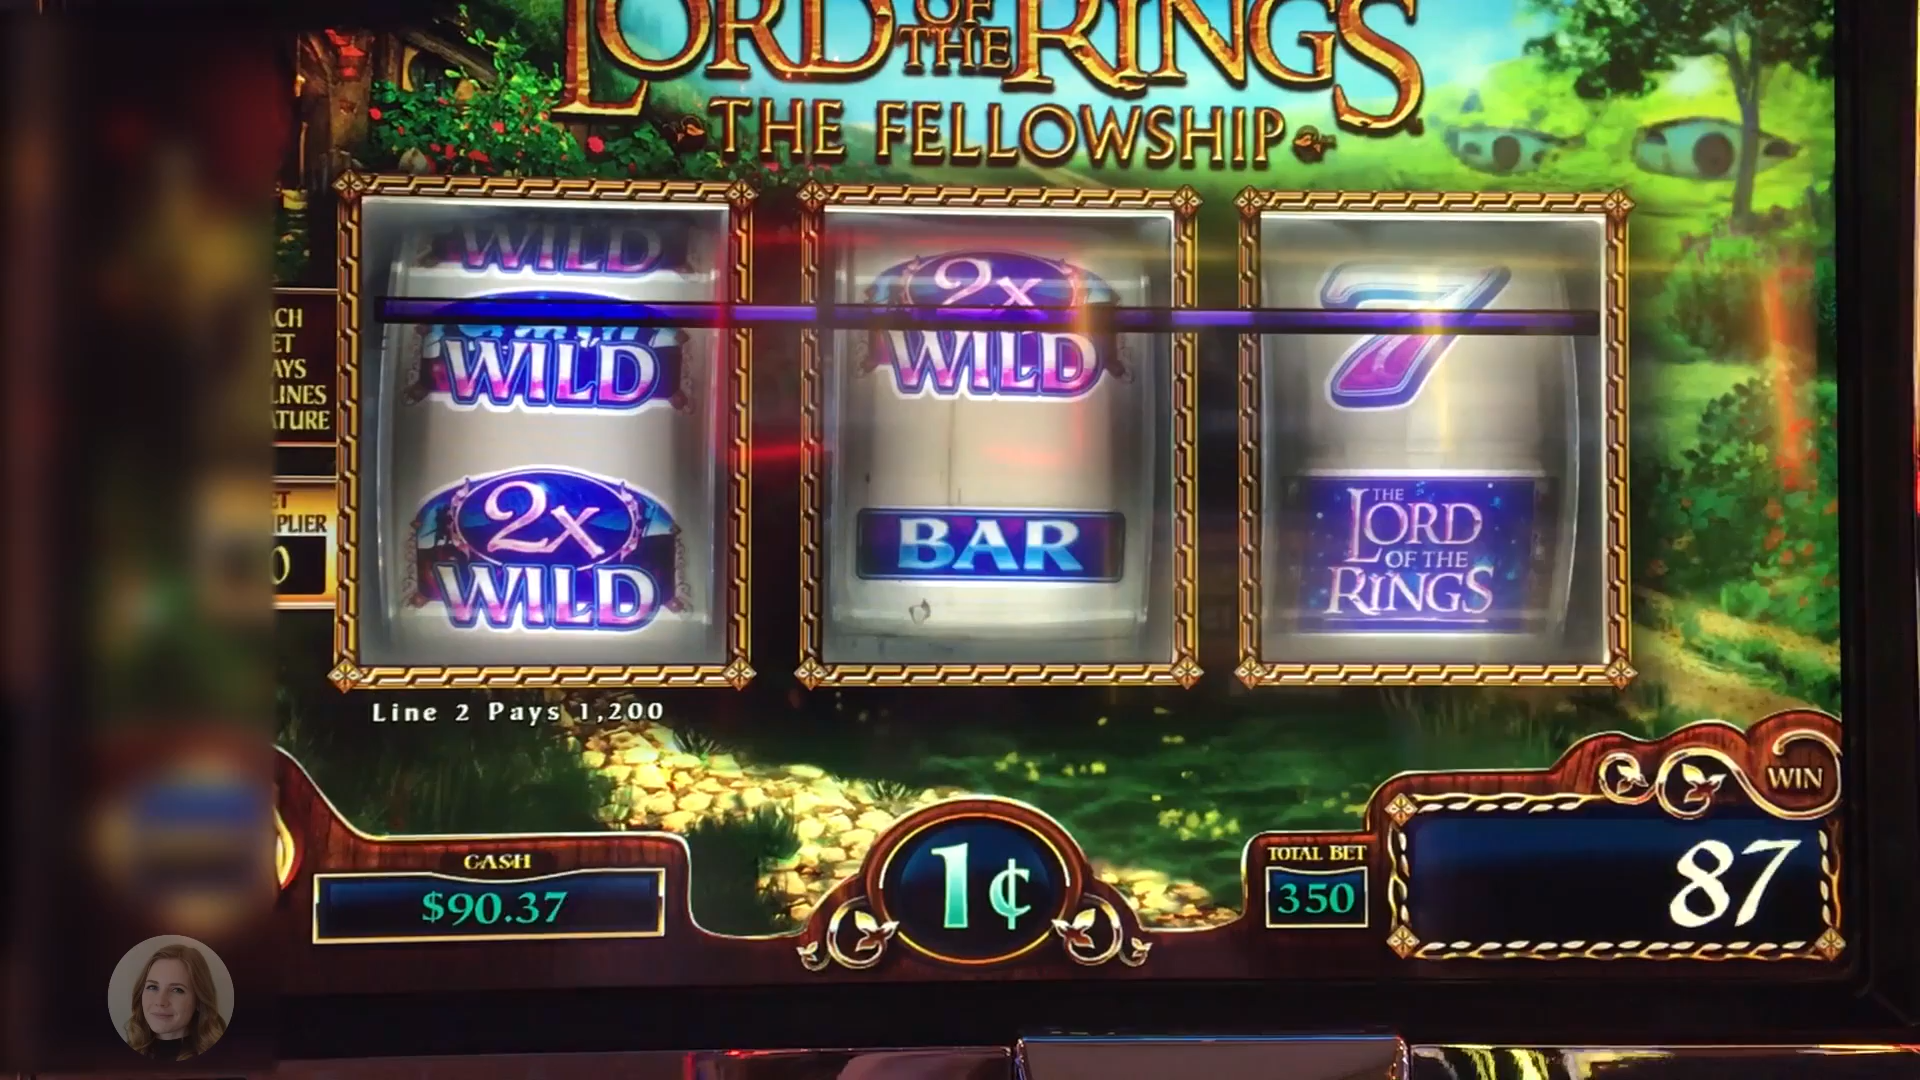 LORD OF THE RINGS
THE FELLOWSHIP
WILD
WILD
2x
WILD
2x
WILD
BAR
7
THE
LORD
OF THE
RINGS
LINES
Line 2 Pays 1,200
CASH
$90.37
1¢
TOTAL BET
350
WIN
87